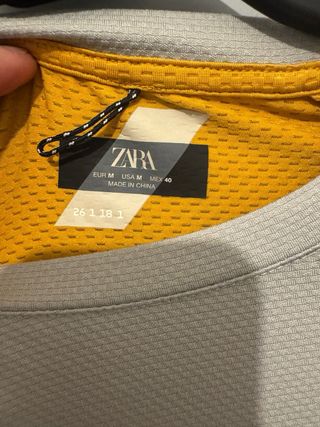 ZARA
EUR M USA M MEX 40
MADE IN CHINA
26 1 18 1